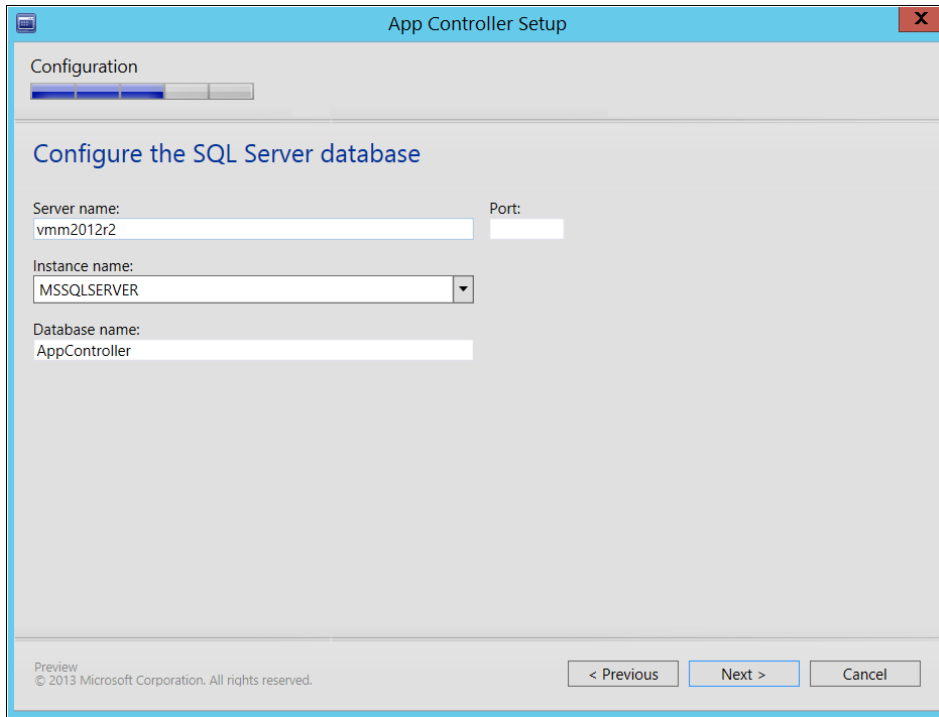 App Controller Setup
X
Configuration
Configure the SQL Server database
Server name:
Port:
vmm2012r2
Instance name:
MSSQLSERVER
Database name:
AppController
Preview
© 2013 Microsoft Corporation. All rights reserved.
< Previous
Next >
Cancel